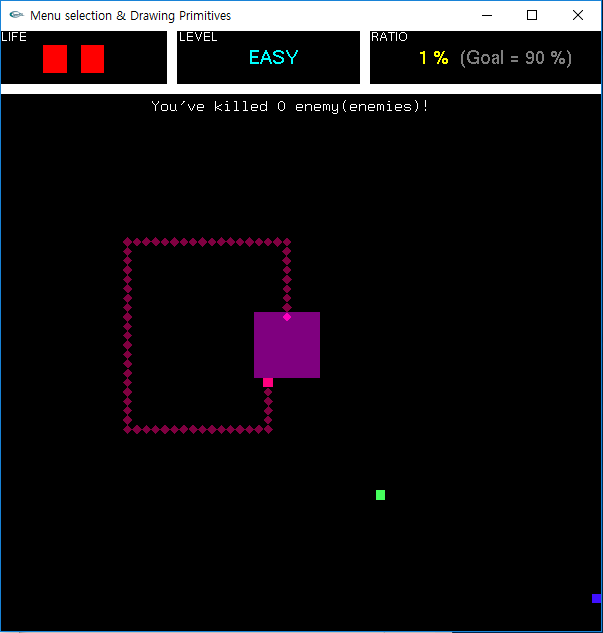 Menu selection & Drawing Primitives
LIFE
LEVEL
EASY
RATIO
1 % (Goal = 90 %)
You've killed 0 enemy(enemies)!